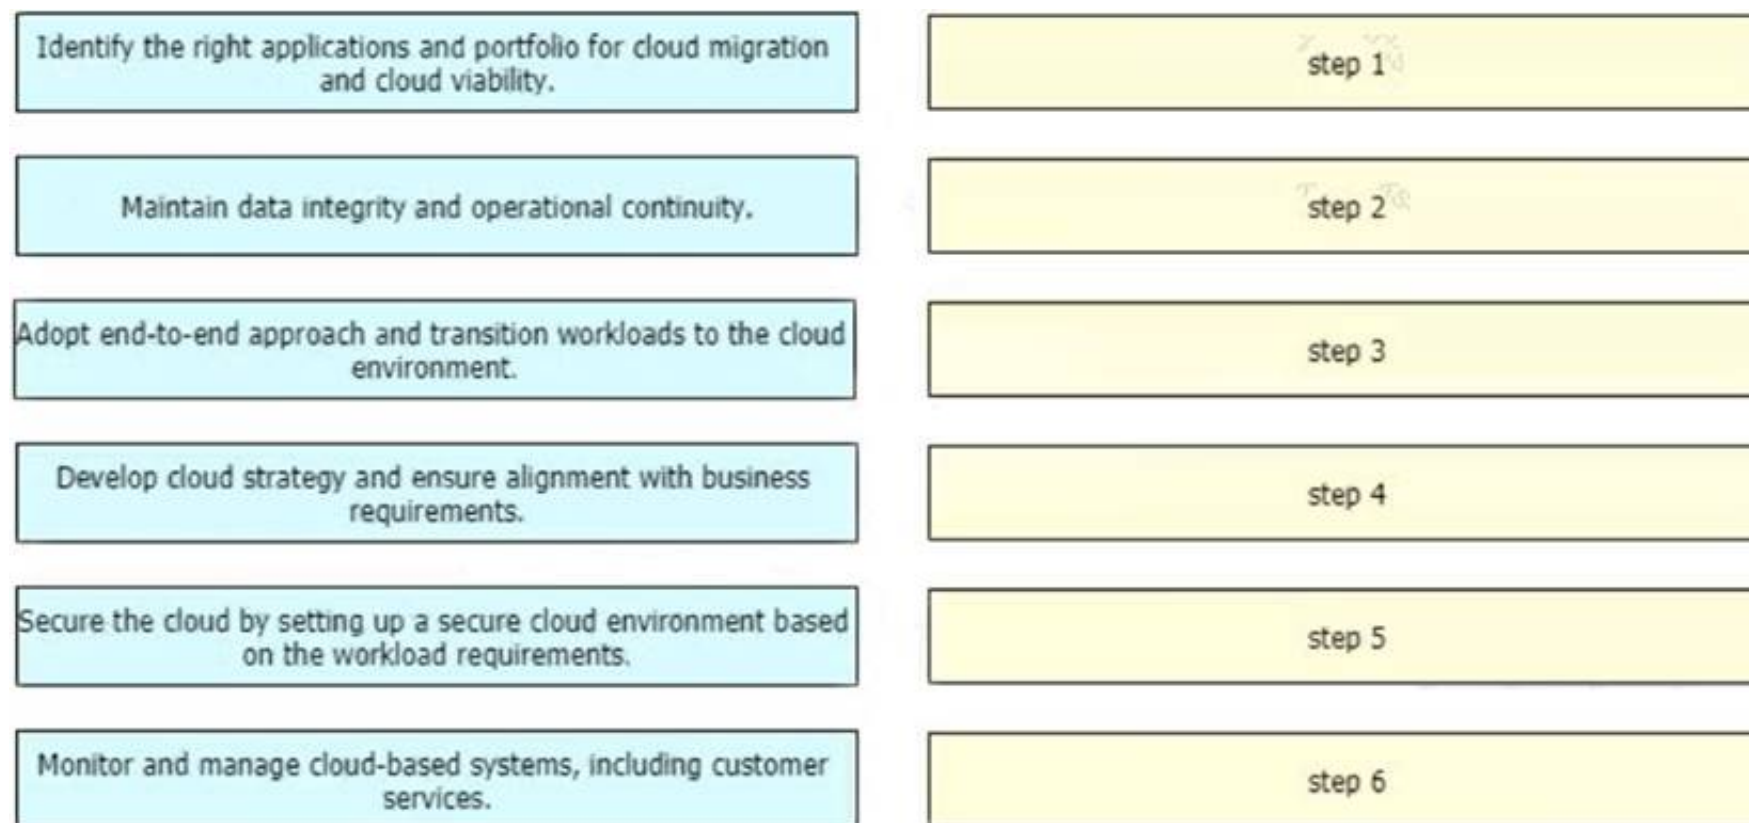 Identify the right applications and portfolio for cloud migration
and cloud viability.
step 1
Maintain data integrity and operational continuity.
step 2
Adopt end-to-end approach and transition workloads to the cloud
environment.
step 3
Develop cloud strategy and ensure alignment with business
requirements.
step 4
Secure the cloud by setting up a secure cloud environment based
on the workload requirements.
step 5
Monitor and manage cloud-based systems, including customer
services.
step 6